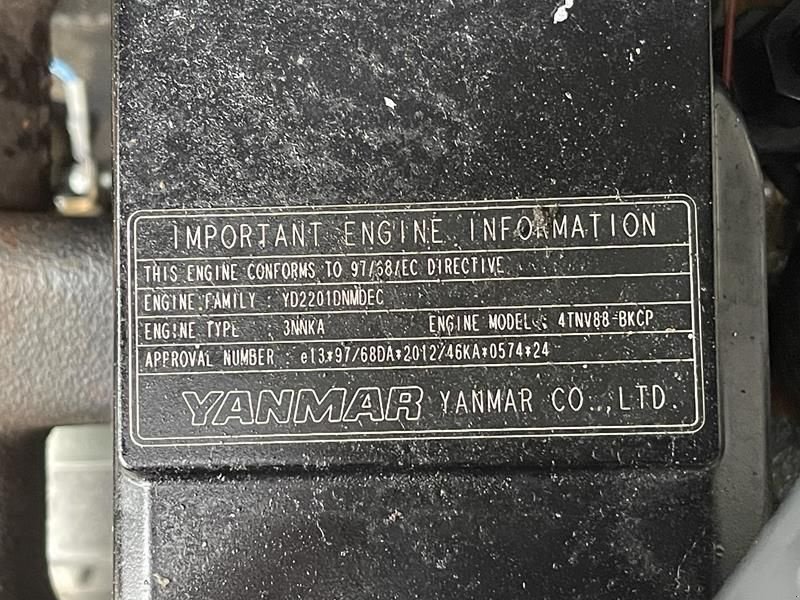 IMPORTANT ENGINE INFORMATION
THIS ENGINE CONFORMS TO 97/68/EC DIRECTIVE
ENGINE FAMILY : YD2201DNMDEC
ENGINE TYPE : 3NNKA ENGINE MODEL : 4TNV88-BKCP
APPROVAL NUMBER : e13*97/68DA*2012/46KA*0574*24
YANMAR YANMAR CO.,LTD.